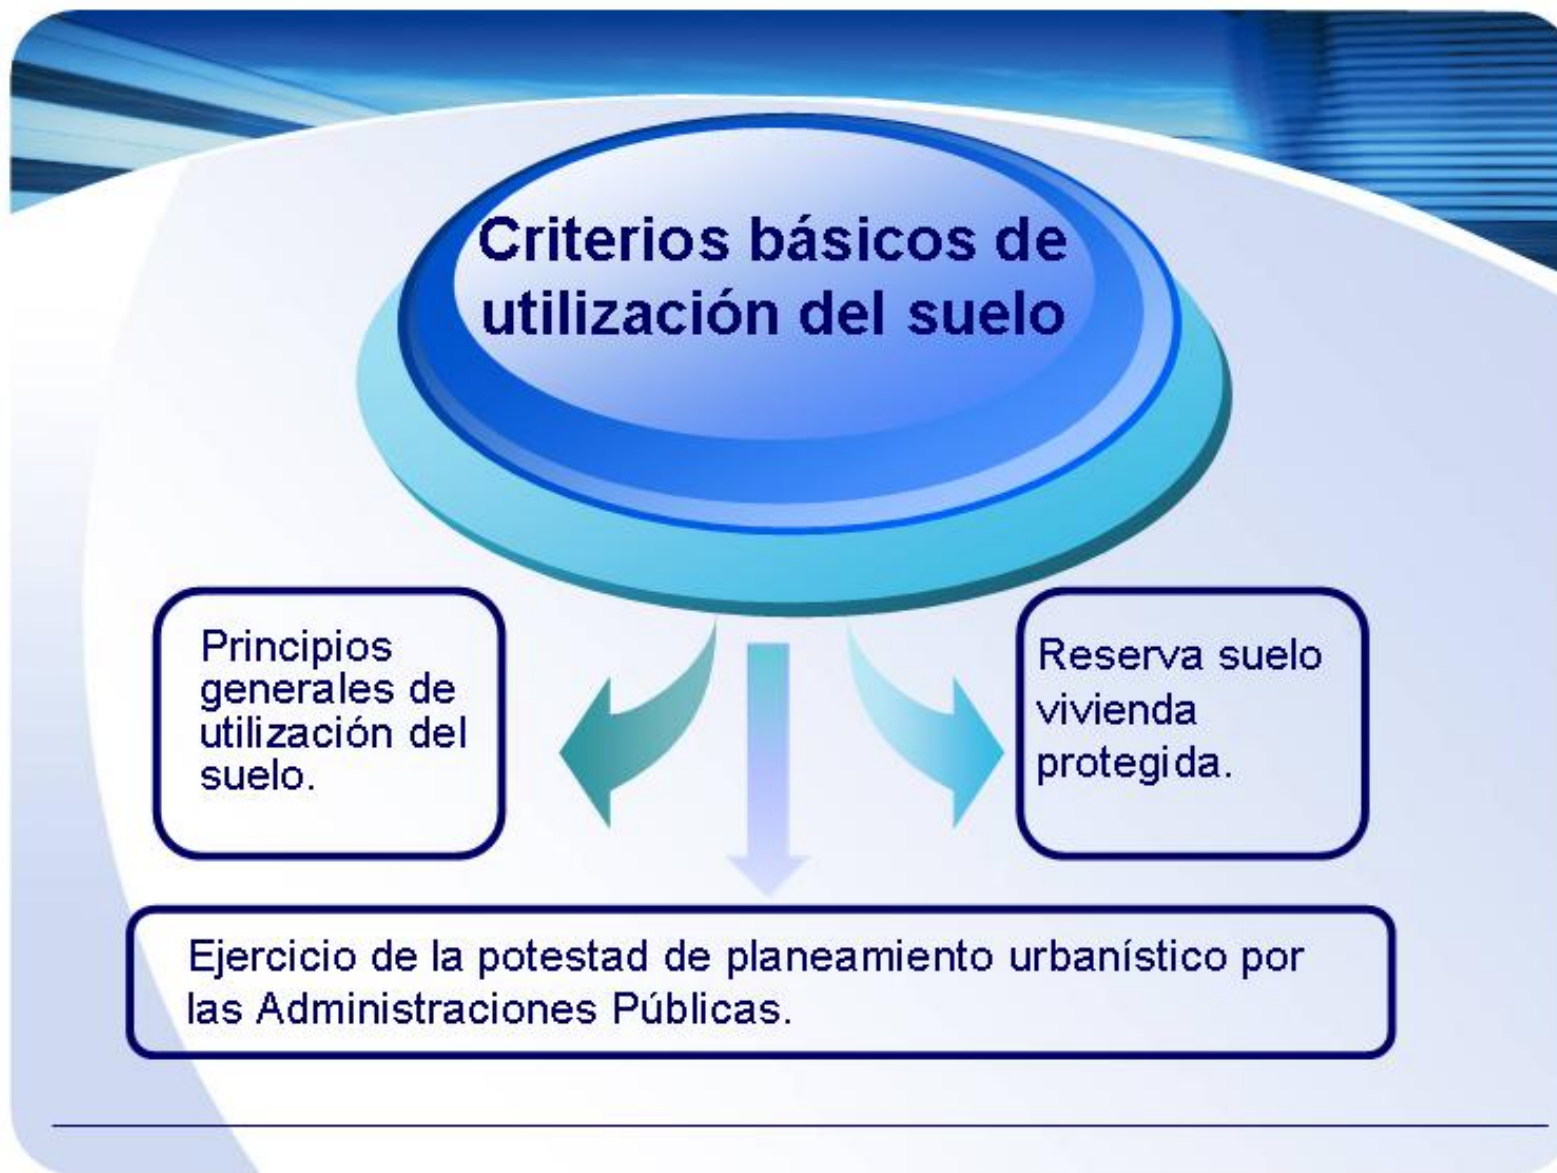 Criterios básicos de
utilización del suelo
Principios
generales de
utilización del
suelo.
Reserva suelo
vivienda
protegida.
Ejercicio de la potestad de planeamiento urbanístico por
las Administraciones Públicas.